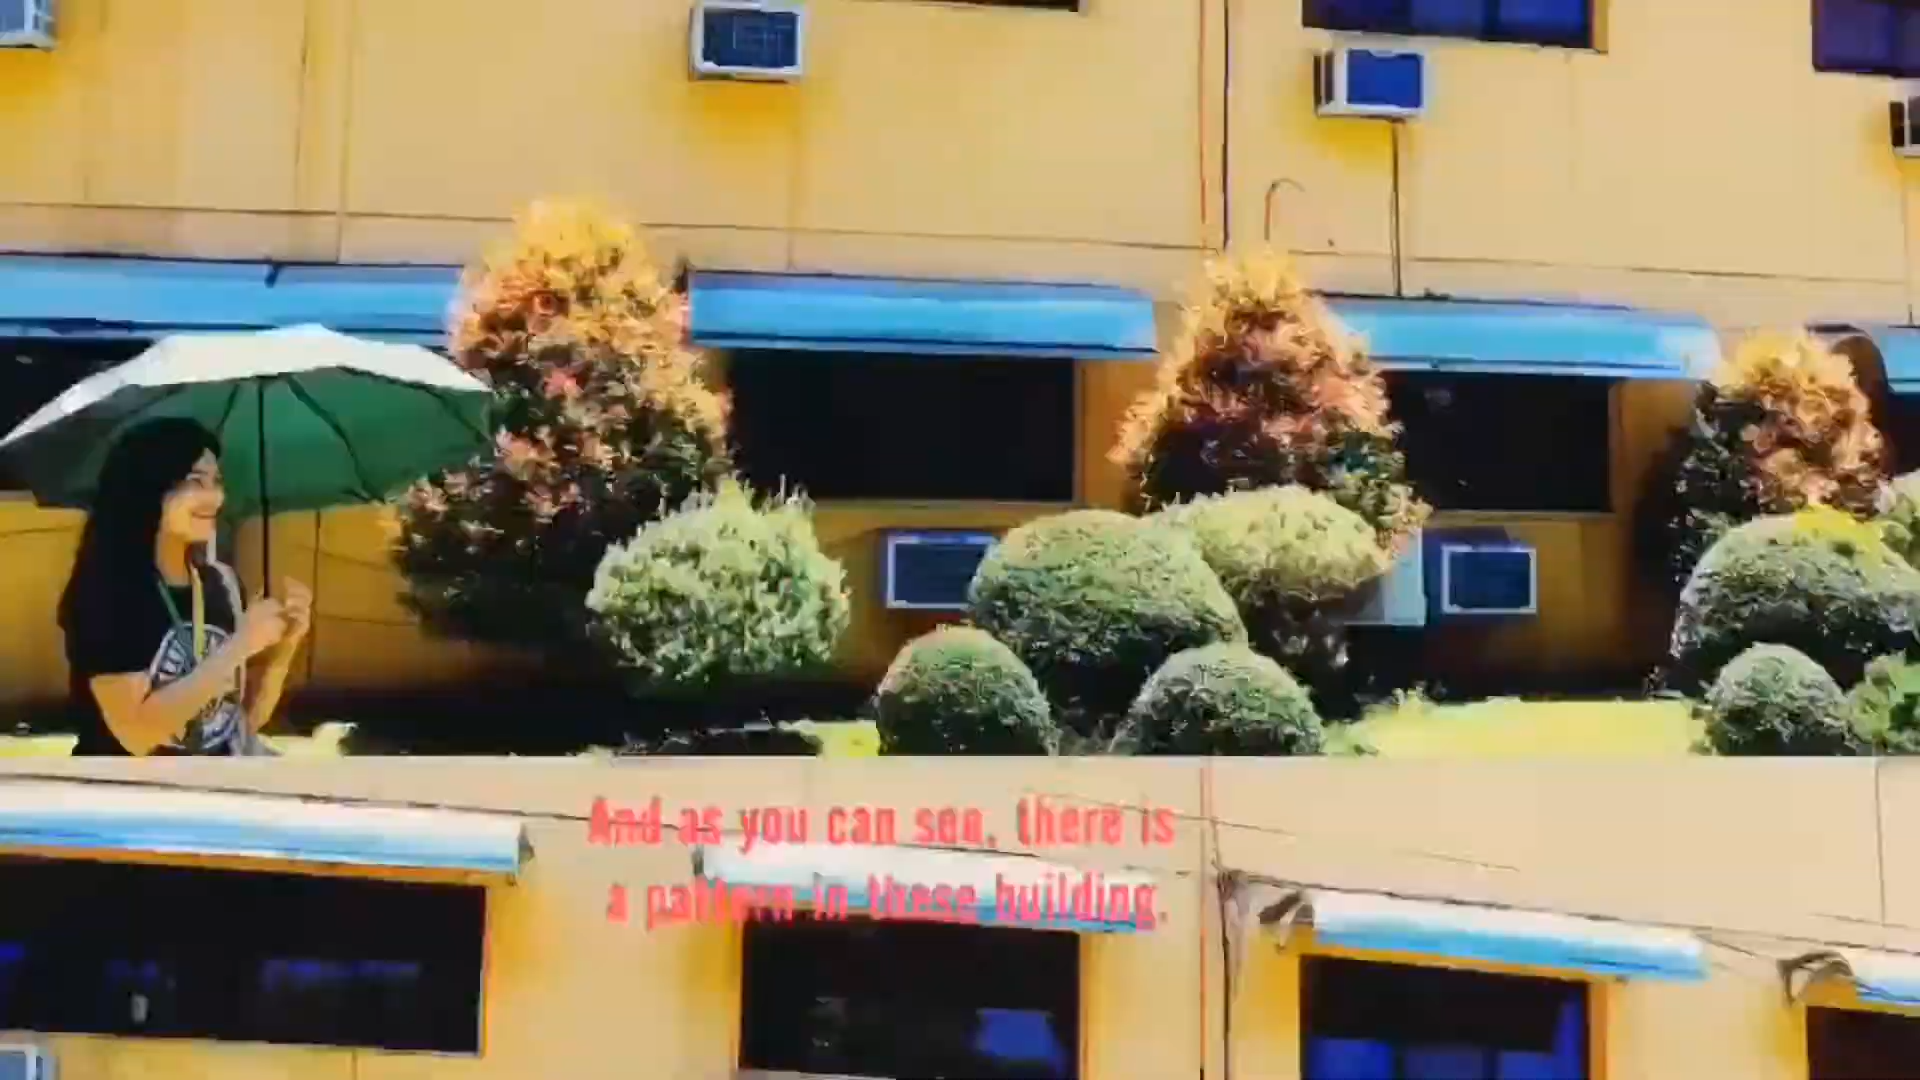 And as you can see, there is
a pattern in these building.